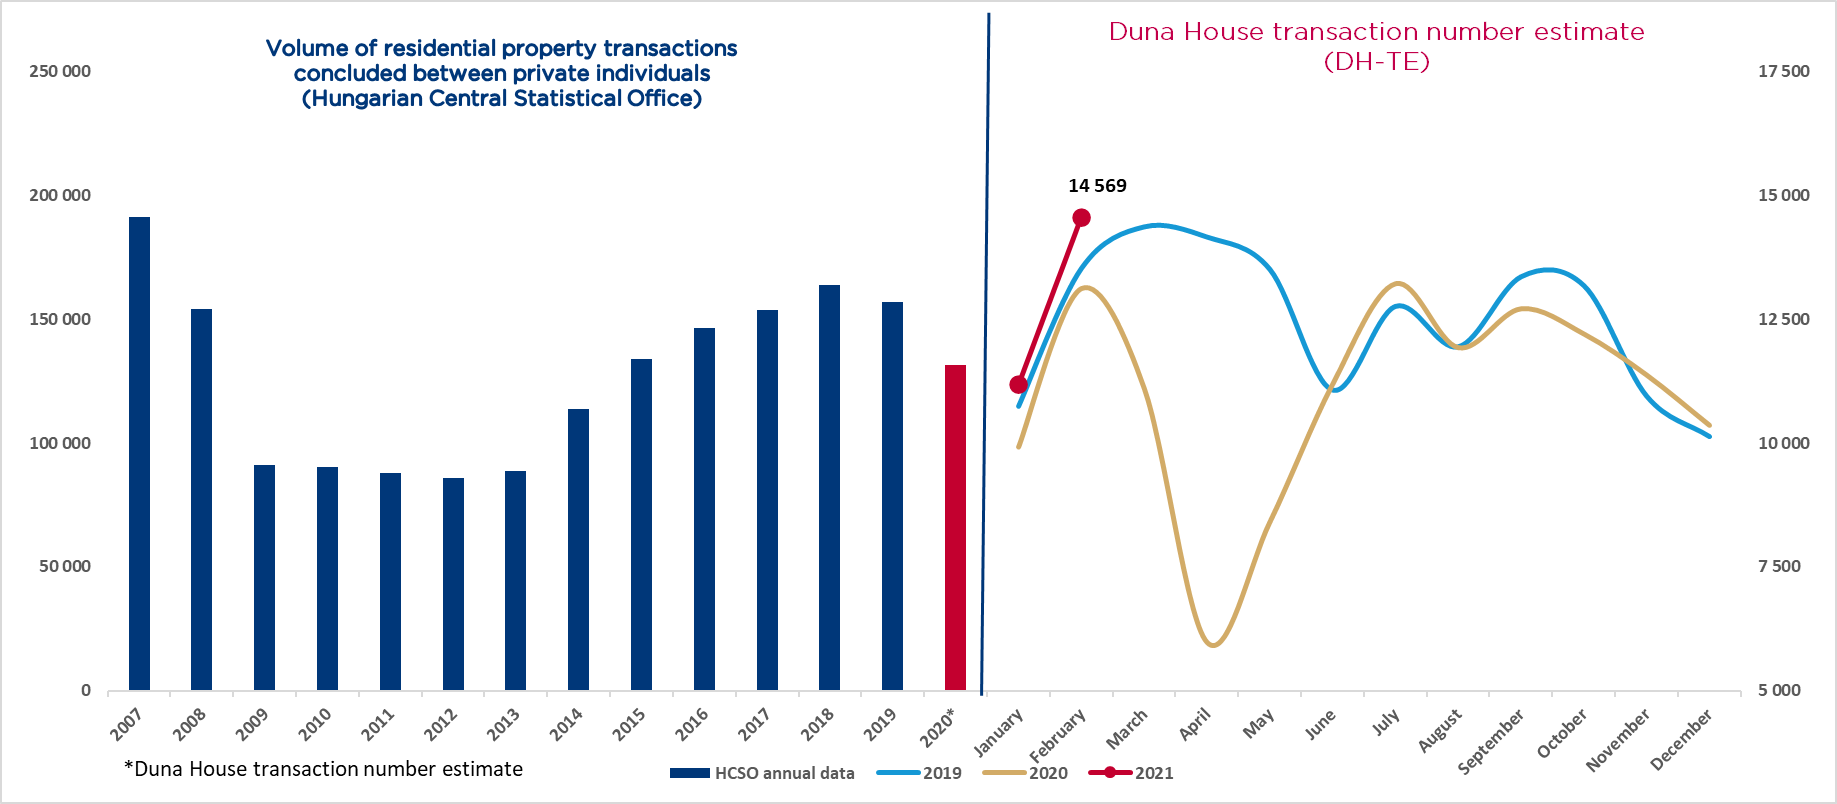 Volume of residential property transactions
concluded between private individuals
(Hungarian Central Statistical Office)
250 000
200 000
150 000
100 000
50 000
0
2007
2008
2009
2010
2011
2012
2013
2014
2015
2016
2017
2018
2019
2020*
*Duna House transaction number estimate
Duna House transaction number estimate
(DH-TE)
14 569
17 500
15 000
12 500
10 000
7 500
5 000
January
February
March
April
May
June
July
August
September
October
November
December
HCSO annual data
2019
2020
2021